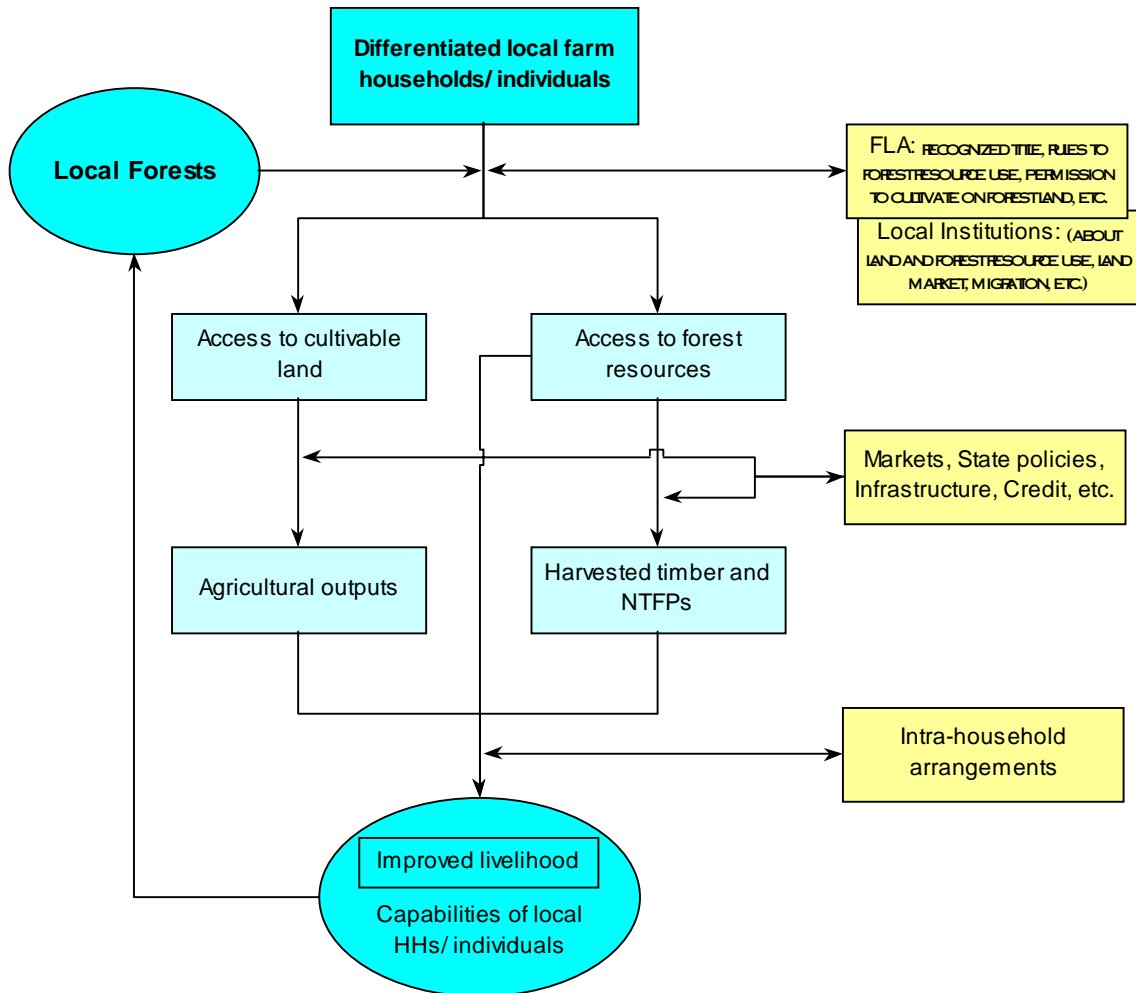 Differentiated local farm
households/ individuals
Local Forests
FLA: RECOGNIZED TITLE, RULES TO
FOREST RESOURCE USE, PERMISSION
TO CULTIVATE ON FOREST LAND, ETC.
Local Institutions: (ABOUT
LAND AND FOREST RESOURCE USE, LAND
MARKET, MIGRATION, ETC.)
Access to cultivable
land
Access to forest
resources
Markets, State policies,
Infrastructure, Credit, etc.
Agricultural outputs
Harvested timber and
NTFPs
Intra-household
arrangements
Improved livelihood
Capabilities of local
HHs/ individuals